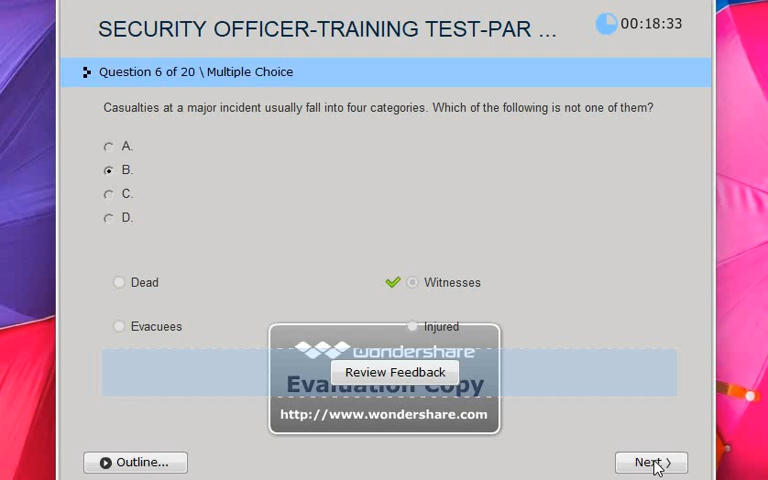 SECURITY OFFICER-TRAINING TEST-PAR ...
00:18:33
Question 6 of 20 \ Multiple Choice
Casualties at a major incident usually fall into four categories. Which of the following is not one of them?
A.
B.
C.
D.
Dead
Witnesses
Evacuees
Injured
wondershare
Review Feedback
Evaluation Copy
http://www.wondershare.com
Outline...
Next